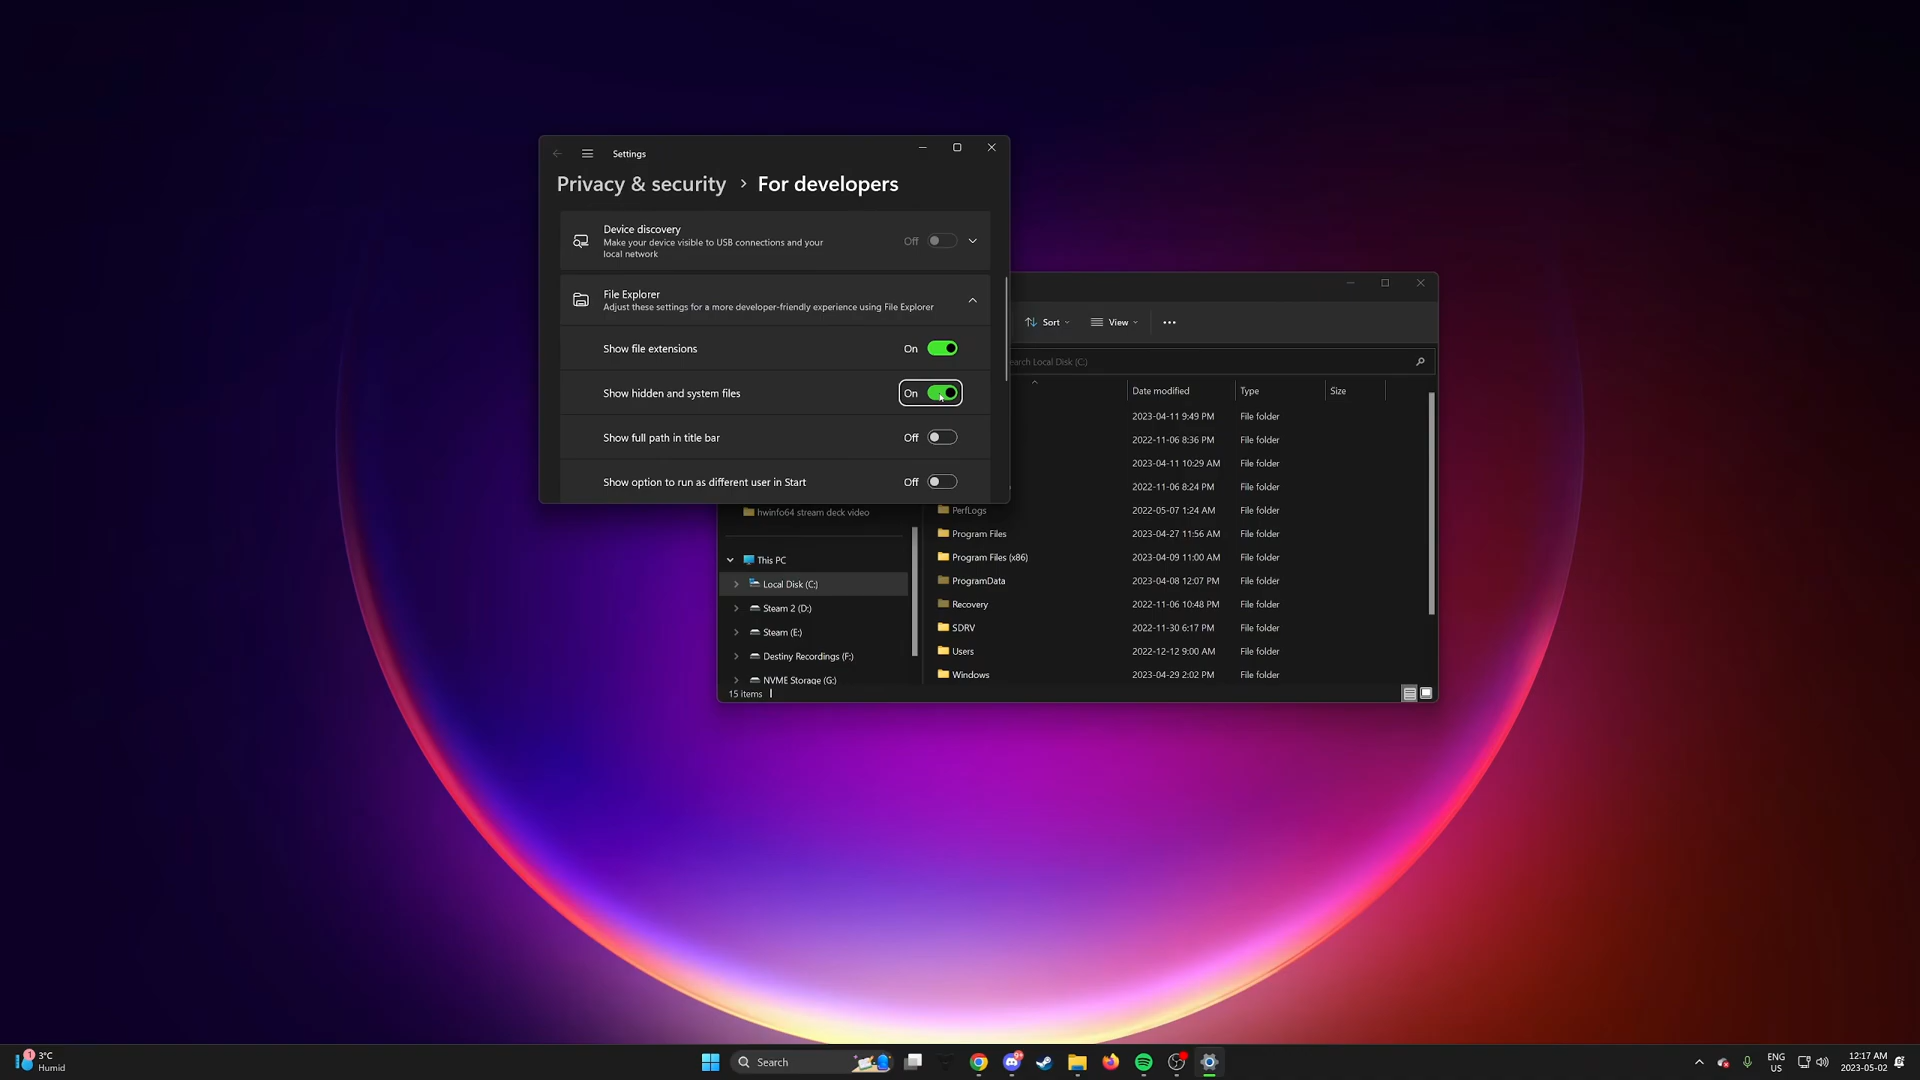 Settings
Privacy & security > For developers
Device discovery
Make your device visible to USB connections and your
local network
Off
File Explorer
Adjust these settings for a more developer-friendly experience using File Explorer
Show file extensions
On
Show hidden and system files
On
Show full path in title bar
Off
Show option to run as different user in Start
Off
Sort
View
earch Local Disk (C:)
Date modified
Type
Size
2023-04-11 9:49 PM File folder
2022-11-06 8:36 PM File folder
2023-04-11 10:29 AM File folder
2022-11-06 8:24 PM File folder
PerfLogs 2022-05-07 1:24 AM File folder
Program Files 2023-04-27 11:56 AM File folder
Program Files (x86) 2023-04-09 11:00 AM File folder
ProgramData 2023-04-08 12:07 PM File folder
Recovery 2022-11-06 10:48 PM File folder
SDRV 2022-11-30 6:17 PM File folder
Users 2022-12-12 9:00 AM File folder
Windows 2023-04-29 2:02 PM File folder
hwinfo64 stream deck video
This PC
Local Disk (C:)
Steam 2 (D:)
Steam (E:)
Destiny Recordings (F:)
NVME Storage (G:)
15 items
1
3°C
Humid
Search
ENG
US
12:17 AM
2023-05-02